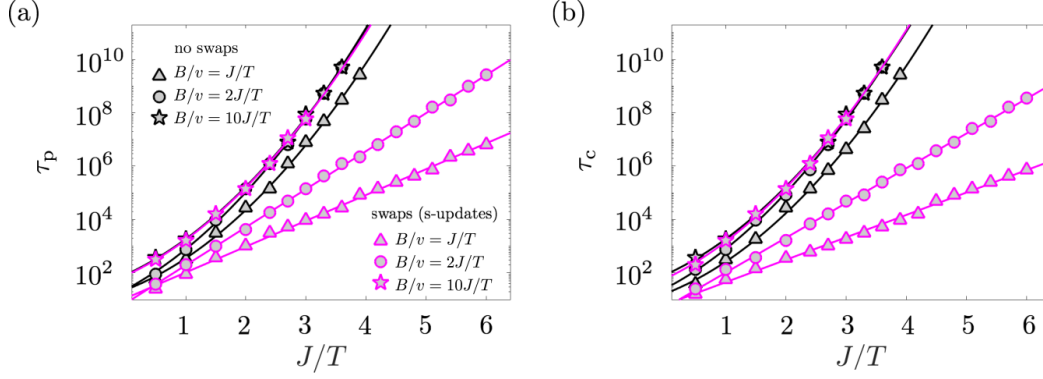 (a)
τ_p
10^10
10^8
10^6
10^4
10^2
no swaps
B/v = J/T
B/v = 2J/T
B/v = 10J/T
swaps (s-updates)
B/v = J/T
B/v = 2J/T
B/v = 10J/T
1 2 3 4 5 6
J/T
(b)
τ_c
10^10
10^8
10^6
10^4
10^2
1 2 3 4 5 6
J/T